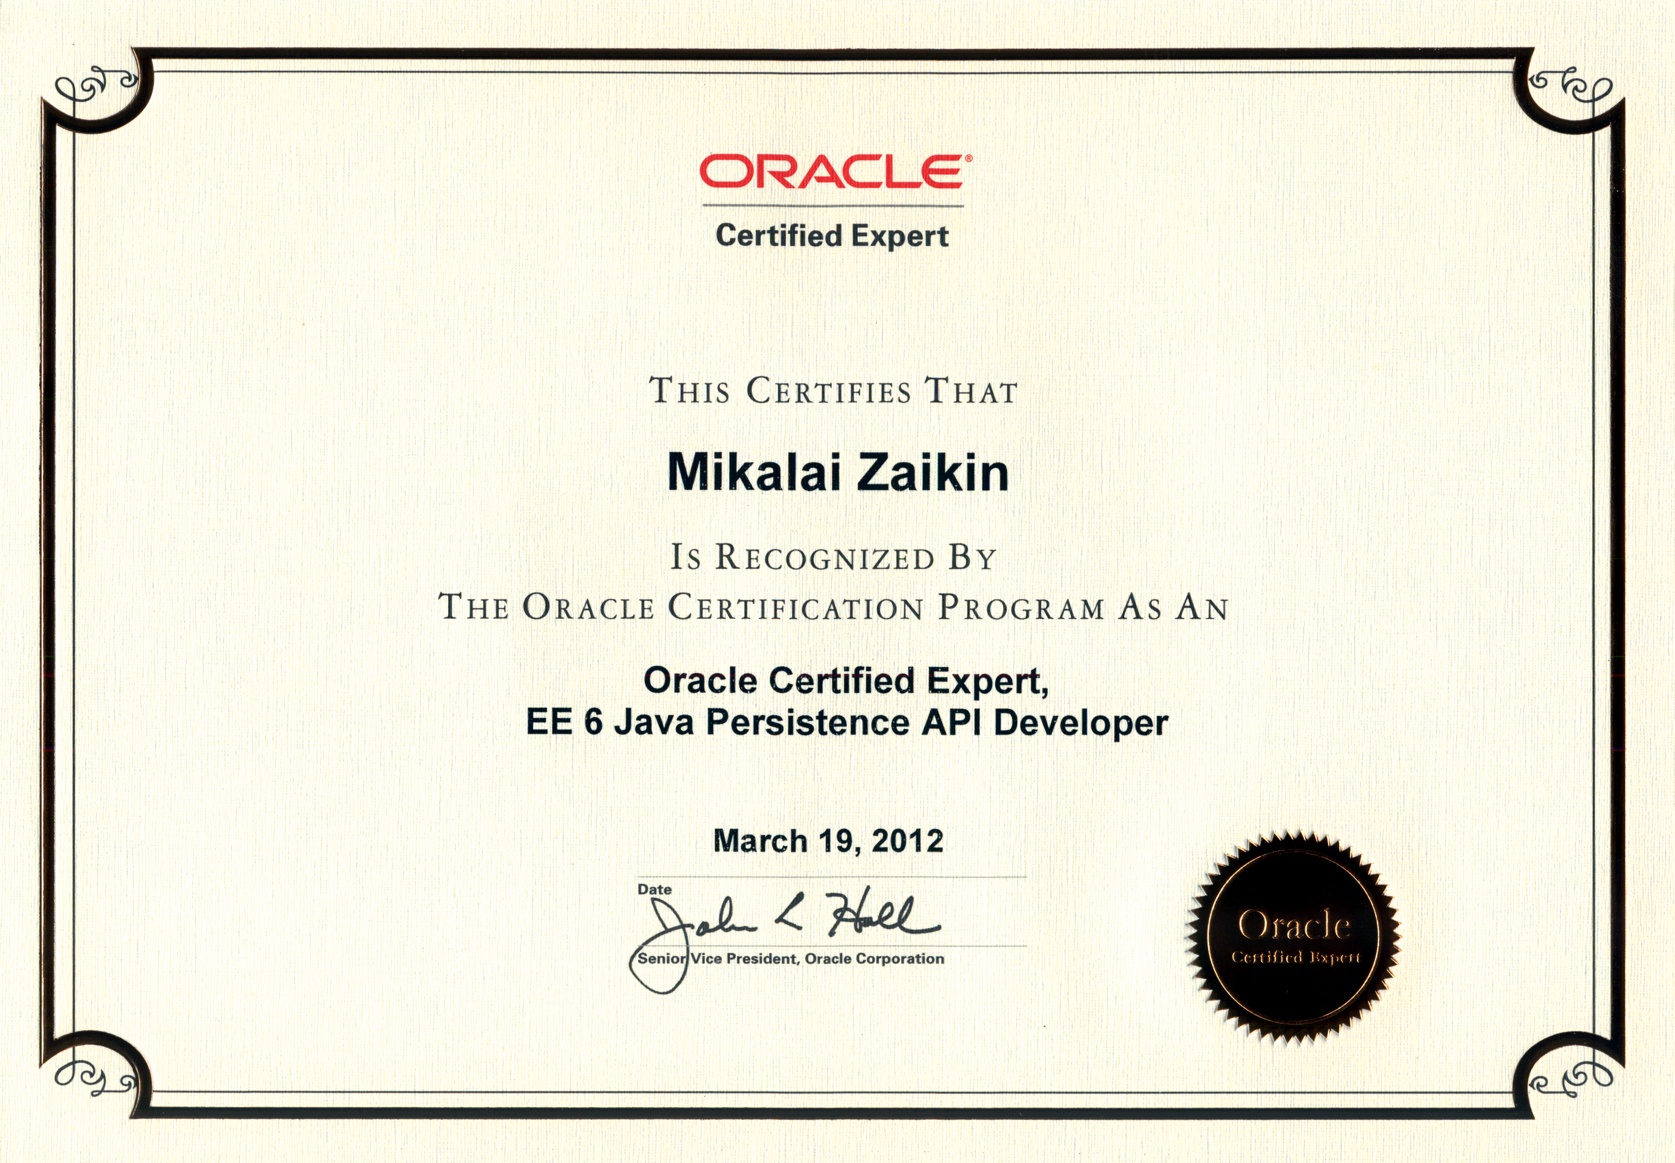 ORACLE®
Certified Expert
THIS CERTIFIES THAT
Mikalai Zaikin
IS RECOGNIZED BY
THE ORACLE CERTIFICATION PROGRAM AS AN
Oracle Certified Expert,
EE 6 Java Persistence API Developer
March 19, 2012
Date
John L Hall
Senior Vice President, Oracle Corporation
Oracle
Certified Expert